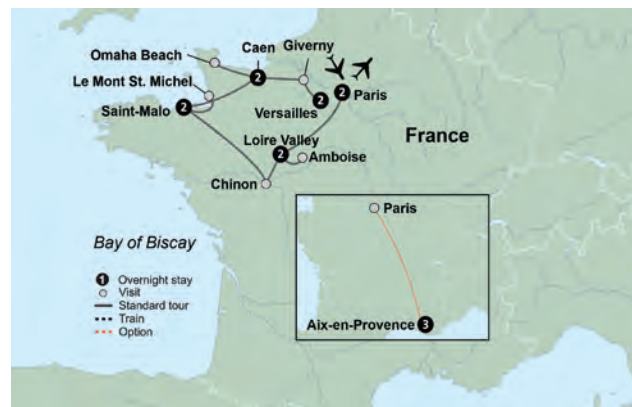 Omaha Beach
Caen
Giverny
2
Le Mont St. Michel
2
2
Saint-Malo
2
Versailles
Paris
France
Loire Valley
2
Amboise
Chinon
Paris
Bay of Biscay
1 Overnight stay
Visit
Standard tour
Train
Option
Aix-en-Provence 3